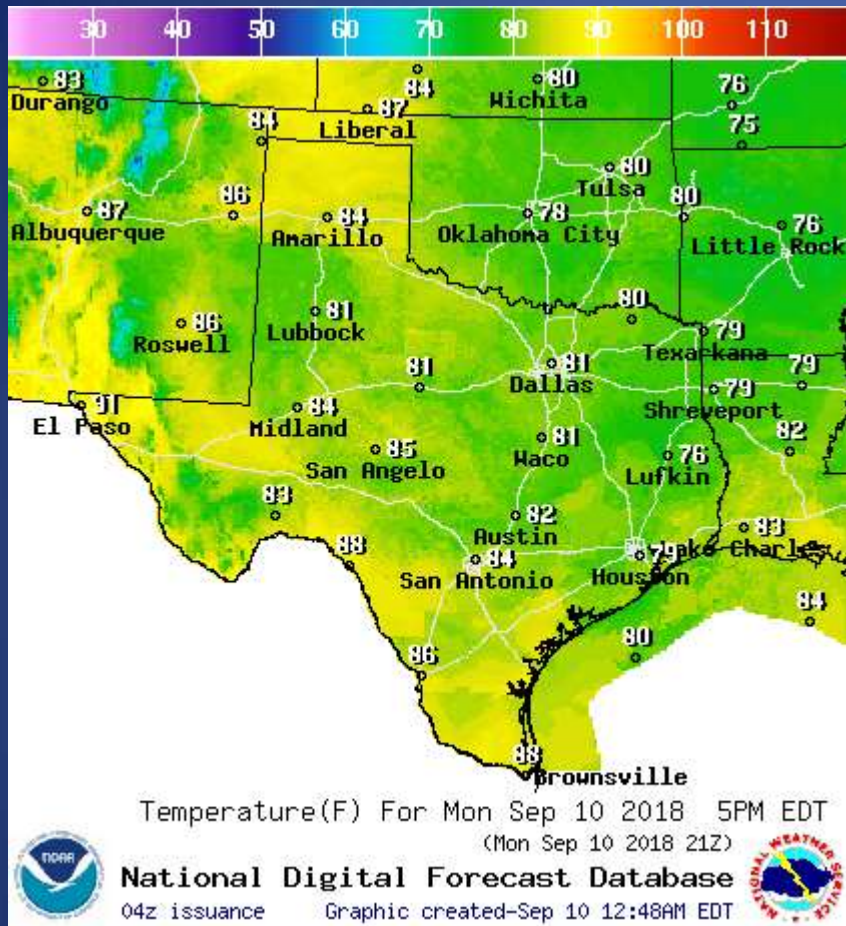 30 40 50 60 70 80 90 100 110
83
Durango
84
80
Wichita
76
87
Liberal
84
75
80
Tulsa
87
Albuquerque
86
84
Amarillo
78
Oklahoma City
80
76
Little Rock
86
Roswell
81
Lubbock
80
79
Texarkana
81
81
Dallas
79
Shreveport
79
91
El Paso
84
Midland
85
San Angelo
81
Waco
76
Lufkin
82
83
82
Austin
83
Lake Charles
88
84
San Antonio
79
Houston
84
86
80
88
Brownsville
Temperature(F) For Mon Sep 10 2018 5PM EDT
(Mon Sep 10 2018 21Z)
NOAA
National Digital Forecast Database
NATIONAL WEATHER SERVICE
04z issuance Graphic created-Sep 10 12:48AM EDT